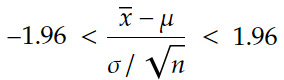 −1.96 < (x̅ − μ) / (σ / √n) < 1.96